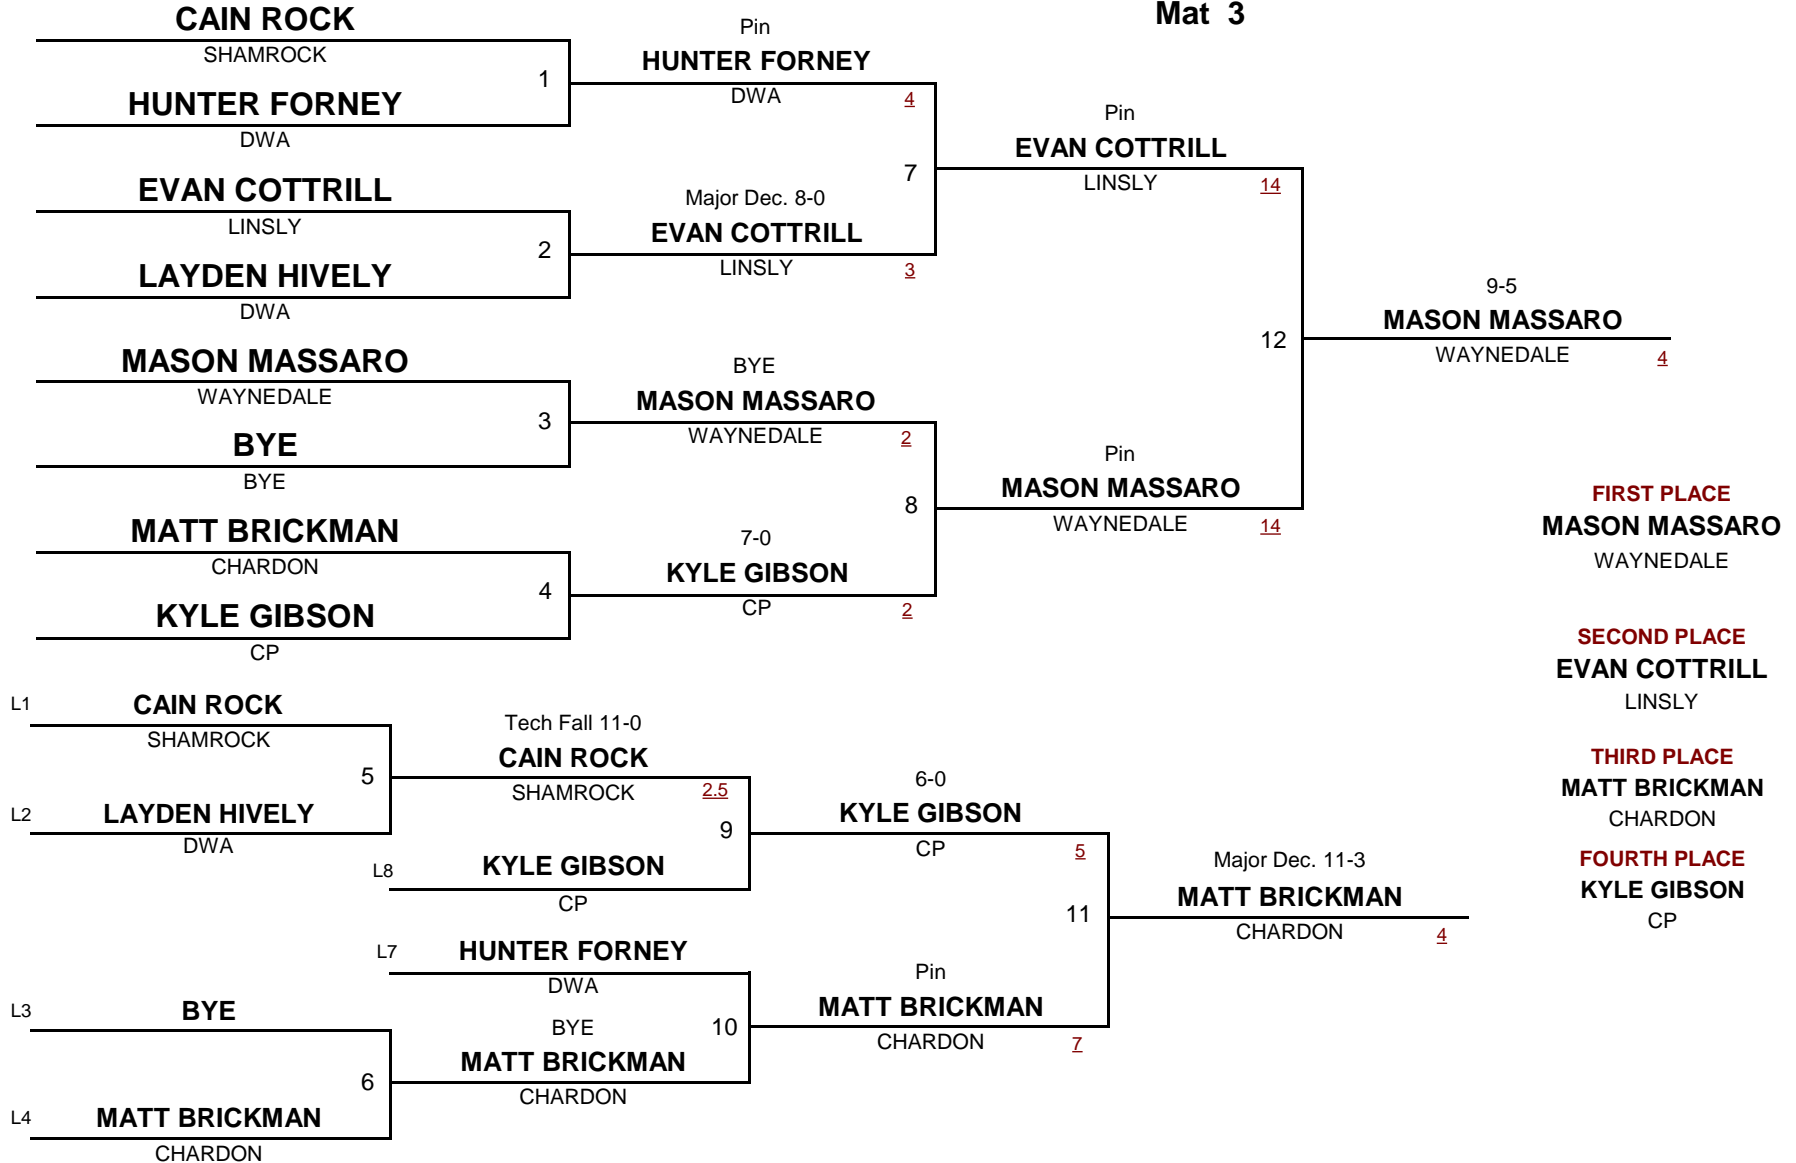 Mat 3
CAIN ROCK
SHAMROCK
1
HUNTER FORNEY
DWA
Pin
HUNTER FORNEY
DWA
4
EVAN COTTRILL
LINSLY
2
LAYDEN HIVELY
DWA
Major Dec. 8-0
EVAN COTTRILL
LINSLY
3
7
Pin
EVAN COTTRILL
LINSLY
14
MASON MASSARO
WAYNEDALE
3
BYE
BYE
BYE
MASON MASSARO
WAYNEDALE
2
MATT BRICKMAN
CHARDON
4
KYLE GIBSON
CP
7-0
KYLE GIBSON
CP
2
8
Pin
MASON MASSARO
WAYNEDALE
14
12
9-5
MASON MASSARO
WAYNEDALE
4
FIRST PLACE
MASON MASSARO
WAYNEDALE
SECOND PLACE
EVAN COTTRILL
LINSLY
THIRD PLACE
MATT BRICKMAN
CHARDON
FOURTH PLACE
KYLE GIBSON
CP
L1
CAIN ROCK
SHAMROCK
5
L2
LAYDEN HIVELY
DWA
Tech Fall 11-0
CAIN ROCK
SHAMROCK
2.5
9
L8
KYLE GIBSON
CP
6-0
KYLE GIBSON
CP
5
L7
HUNTER FORNEY
DWA
L3
BYE
6
L4
MATT BRICKMAN
CHARDON
BYE
MATT BRICKMAN
CHARDON
10
Pin
MATT BRICKMAN
CHARDON
7
11
Major Dec. 11-3
MATT BRICKMAN
CHARDON
4